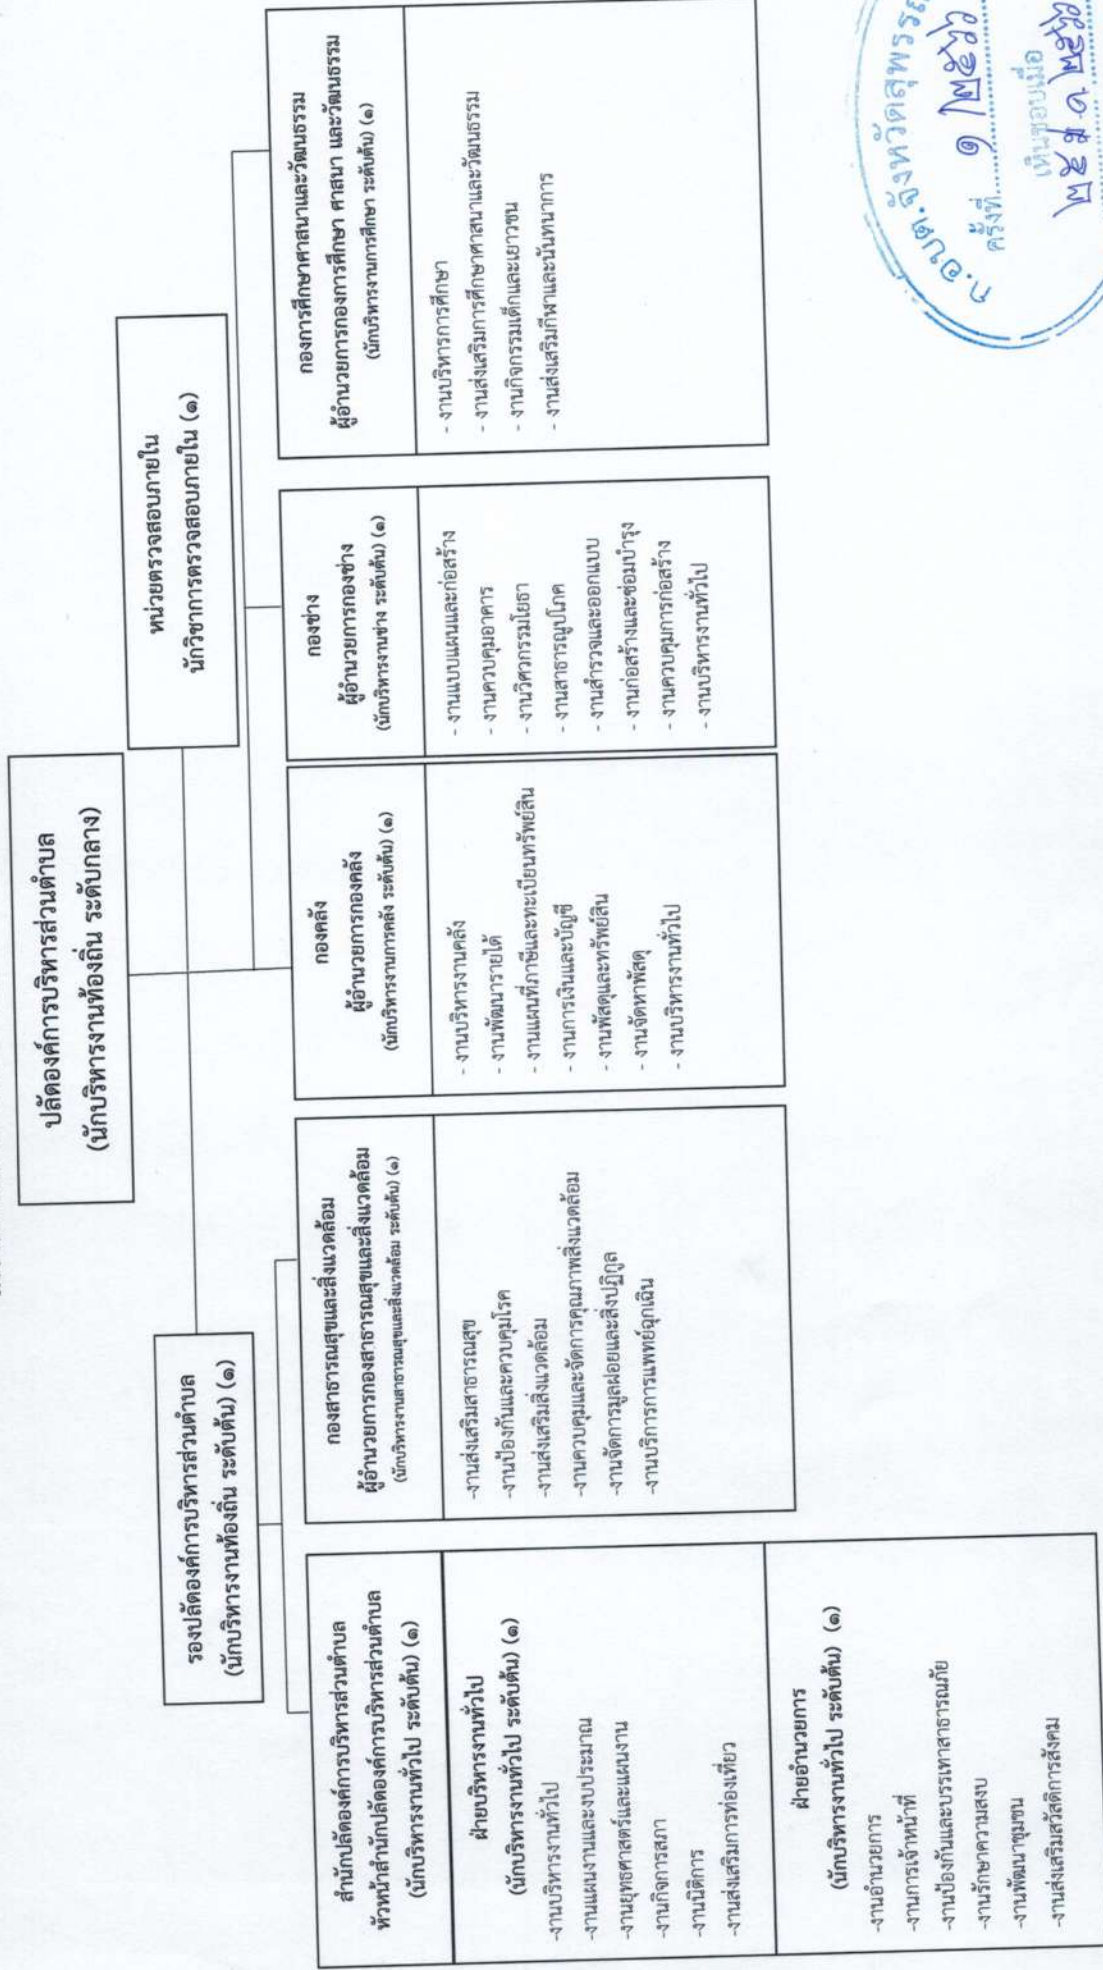 ปลัดองค์การบริหารส่วนตำบล
(นักบริหารงานท้องถิ่น ระดับกลาง)
หน่วยตรวจสอบภายใน
นักวิชาการตรวจสอบภายใน (๑)
รองปลัดองค์การบริหารส่วนตำบล
(นักบริหารงานท้องถิ่น ระดับต้น) (๑)
สำนักปลัดองค์การบริหารส่วนตำบล
หัวหน้าสำนักปลัดองค์การบริหารส่วนตำบล
(นักบริหารงานทั่วไป ระดับต้น) (๑)
ฝ่ายบริหารงานทั่วไป
(นักบริหารงานทั่วไป ระดับต้น) (๑)
-งานบริหารงานทั่วไป
-งานแผนงานและงบประมาณ
-งานยุทธศาสตร์และแผนงาน
-งานกิจการสภา
-งานนิติการ
-งานส่งเสริมการท่องเที่ยว
ฝ่ายอำนวยการ
(นักบริหารงานทั่วไป ระดับต้น) (๑)
-งานอำนวยการ
-งานการเจ้าหน้าที่
-งานป้องกันและบรรเทาสาธารณภัย
-งานรักษาความสงบ
-งานพัฒนาชุมชน
-งานส่งเสริมสวัสดิการสังคม
กองสาธารณสุขและสิ่งแวดล้อม
ผู้อำนวยการกองสาธารณสุขและสิ่งแวดล้อม
(นักบริหารงานสาธารณสุขและสิ่งแวดล้อม ระดับต้น) (๑)
-งานส่งเสริมสาธารณสุข
-งานป้องกันและควบคุมโรค
-งานส่งเสริมสิ่งแวดล้อม
-งานควบคุมและจัดการคุณภาพสิ่งแวดล้อม
-งานจัดการมูลฝอยและสิ่งปฏิกูล
-งานบริการการแพทย์ฉุกเฉิน
กองคลัง
ผู้อำนวยการกองคลัง
(นักบริหารงานการคลัง ระดับต้น) (๑)
- งานบริหารงานคลัง
- งานพัฒนารายได้
- งานแผนที่ภาษีและทะเบียนทรัพย์สิน
- งานการเงินและบัญชี
- งานพัสดุและทรัพย์สิน
- งานจัดหาพัสดุ
- งานบริหารงานทั่วไป
กองช่าง
ผู้อำนวยการกองช่าง
(นักบริหารงานช่าง ระดับต้น) (๑)
- งานแบบแผนและก่อสร้าง
- งานควบคุมอาคาร
- งานวิศวกรรมโยธา
- งานสาธารณูปโภค
- งานสำรวจและออกแบบ
- งานก่อสร้างและซ่อมบำรุง
- งานควบคุมการก่อสร้าง
- งานบริหารงานทั่วไป
กองการศึกษาศาสนาและวัฒนธรรม
ผู้อำนวยการกองการศึกษา ศาสนา และวัฒนธรรม
(นักบริหารงานการศึกษา ระดับต้น) (๑)
- งานบริหารการศึกษา
- งานส่งเสริมการศึกษาศาสนาและวัฒนธรรม
- งานกิจกรรมเด็กและเยาวชน
- งานส่งเสริมกีฬาและนันทนาการ
ก.อบต.จังหวัดสุพรรณ
ครั้งที่ ๑ /๒๕๖๖
เห็นชอบเมื่อ